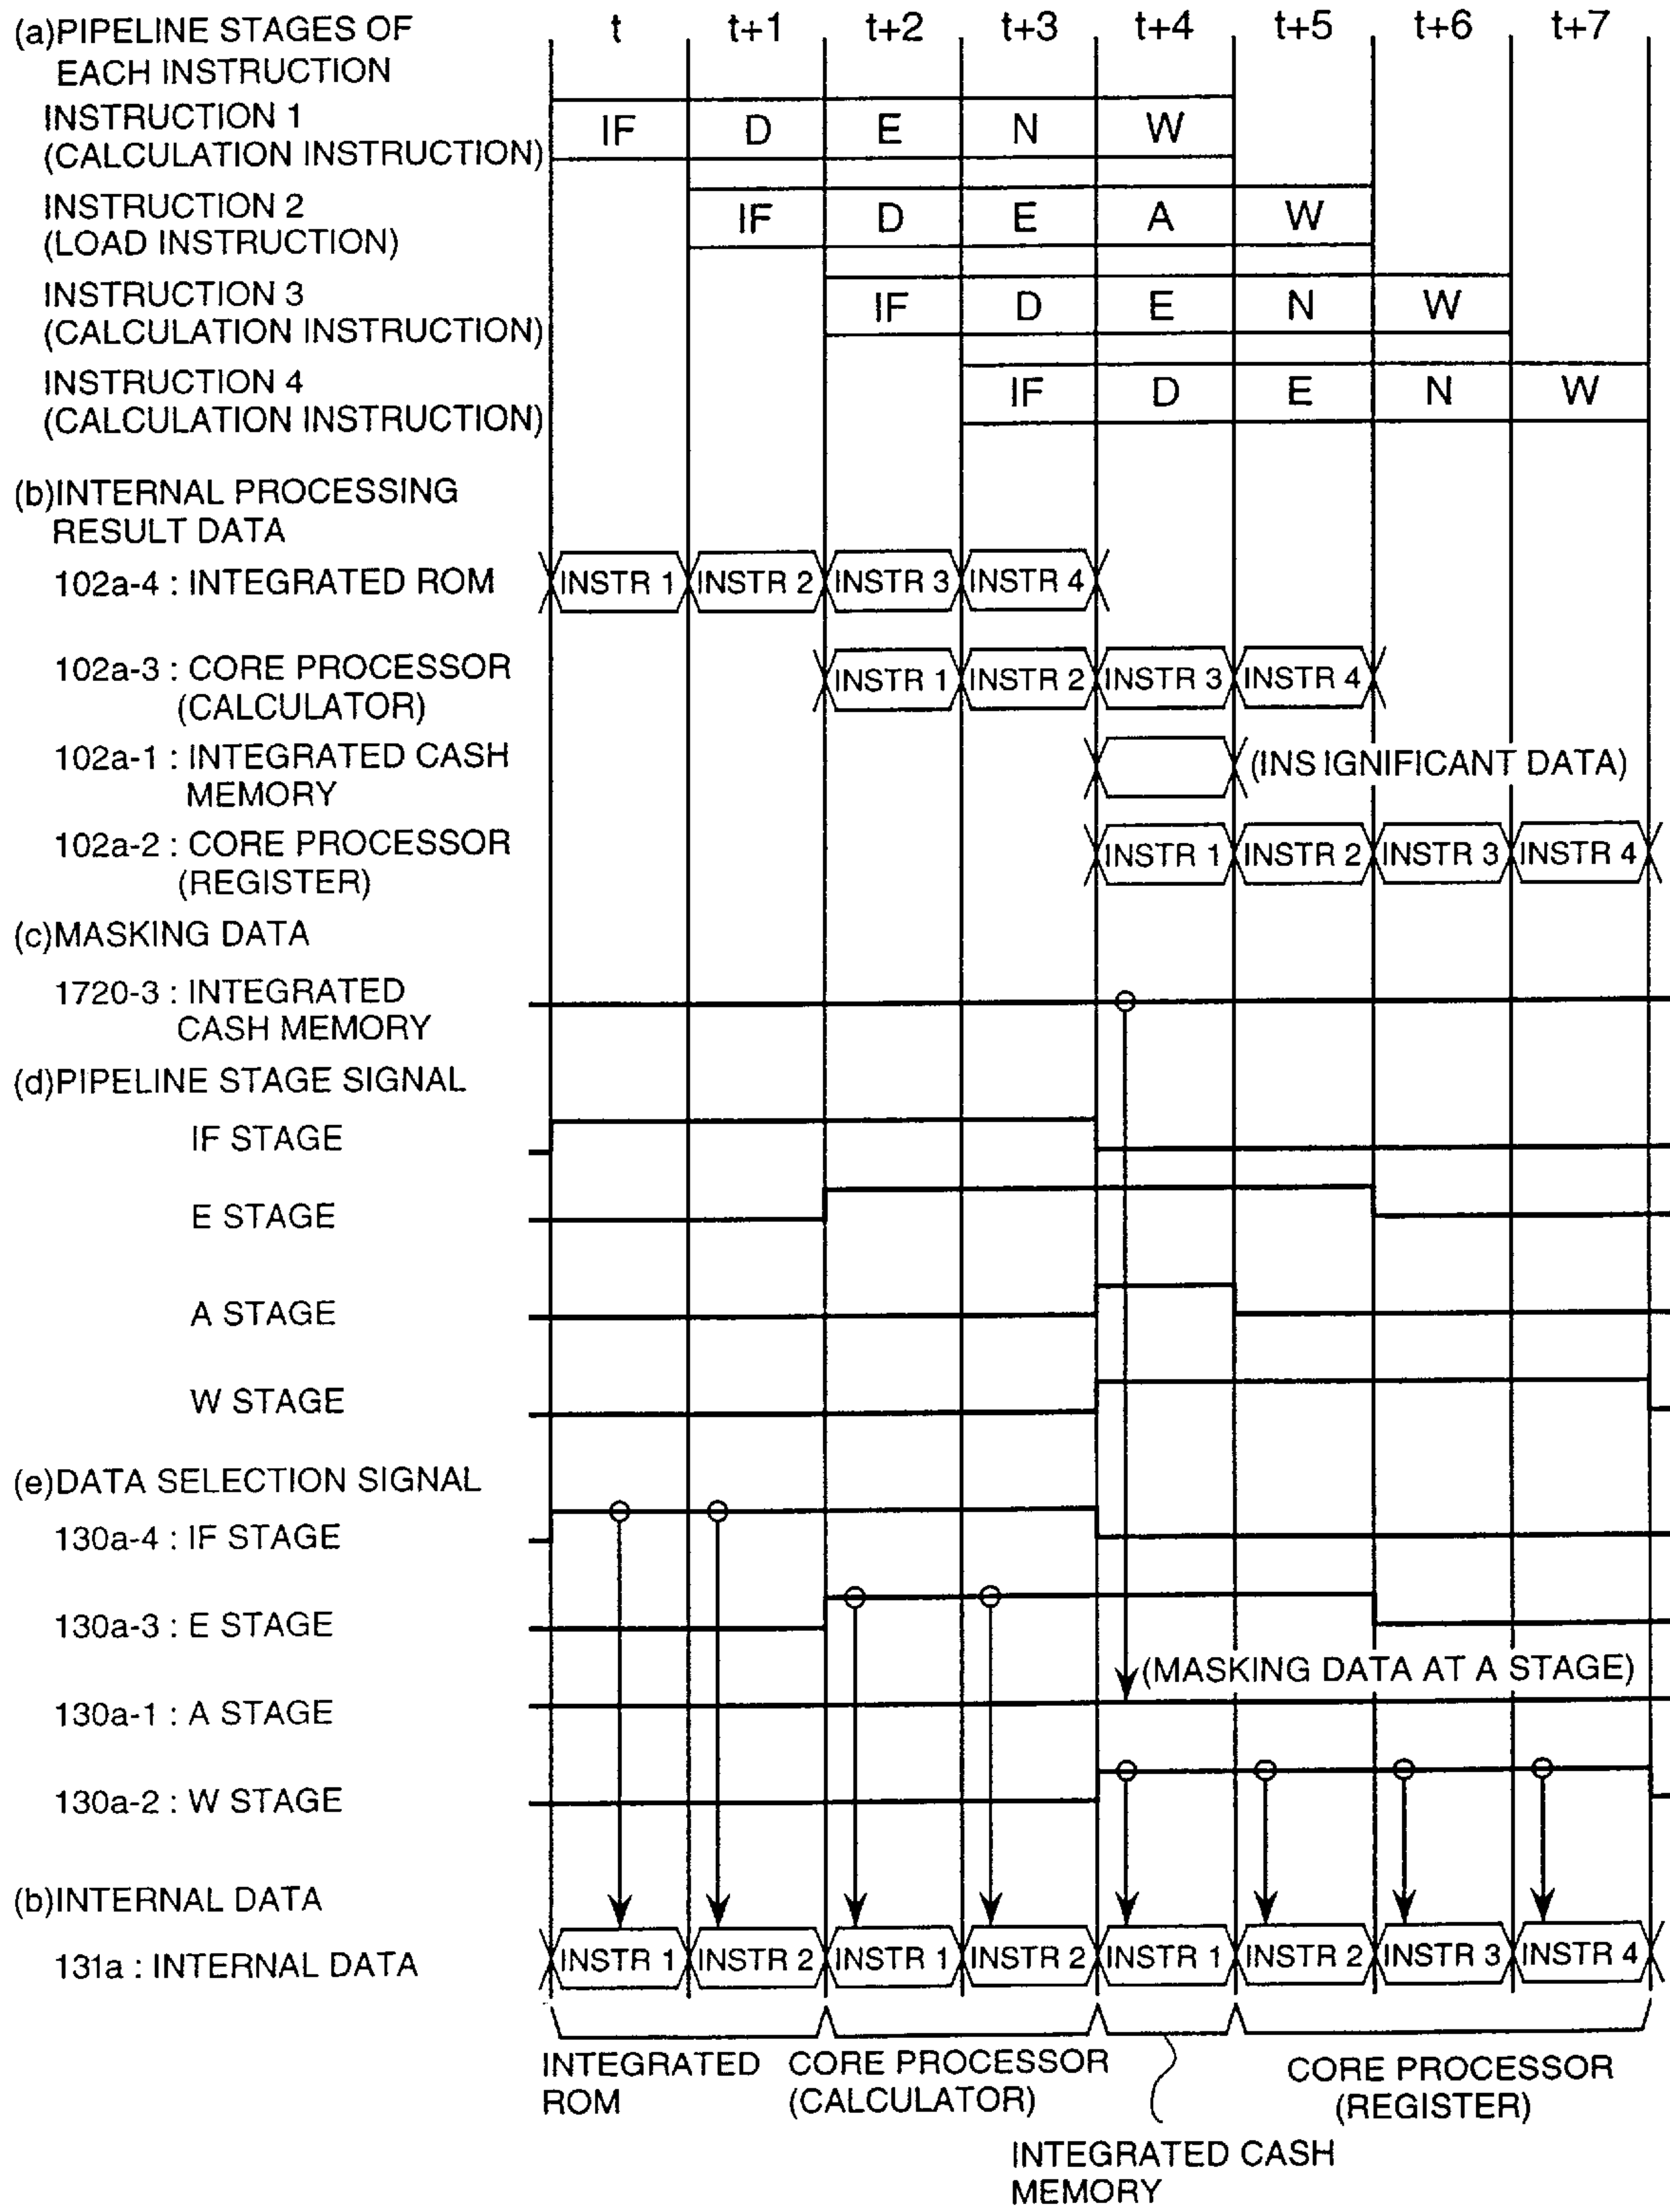 (a)PIPELINE STAGES OF
EACH INSTRUCTION
t t+1 t+2 t+3 t+4 t+5 t+6 t+7
INSTRUCTION 1
(CALCULATION INSTRUCTION)
IF D E N W
INSTRUCTION 2
(LOAD INSTRUCTION)
IF D E A W
INSTRUCTION 3
(CALCULATION INSTRUCTION)
IF D E N W
INSTRUCTION 4
(CALCULATION INSTRUCTION)
IF D E N W
(b)INTERNAL PROCESSING
RESULT DATA
102a-4 : INTEGRATED ROM
INSTR 1 INSTR 2 INSTR 3 INSTR 4
102a-3 : CORE PROCESSOR
(CALCULATOR)
INSTR 1 INSTR 2 INSTR 3 INSTR 4
102a-1 : INTEGRATED CASH
MEMORY
(INSIGNIFICANT DATA)
102a-2 : CORE PROCESSOR
(REGISTER)
INSTR 1 INSTR 2 INSTR 3 INSTR 4
(c)MASKING DATA
1720-3 : INTEGRATED
CASH MEMORY
(d)PIPELINE STAGE SIGNAL
IF STAGE
E STAGE
A STAGE
W STAGE
(e)DATA SELECTION SIGNAL
130a-4 : IF STAGE
130a-3 : E STAGE
(MASKING DATA AT A STAGE)
130a-1 : A STAGE
130a-2 : W STAGE
(b)INTERNAL DATA
131a : INTERNAL DATA
INSTR 1 INSTR 2 INSTR 1 INSTR 2 INSTR 1 INSTR 2 INSTR 3 INSTR 4
INTEGRATED
ROM
CORE PROCESSOR
(CALCULATOR)
CORE PROCESSOR
(REGISTER)
INTEGRATED CASH
MEMORY